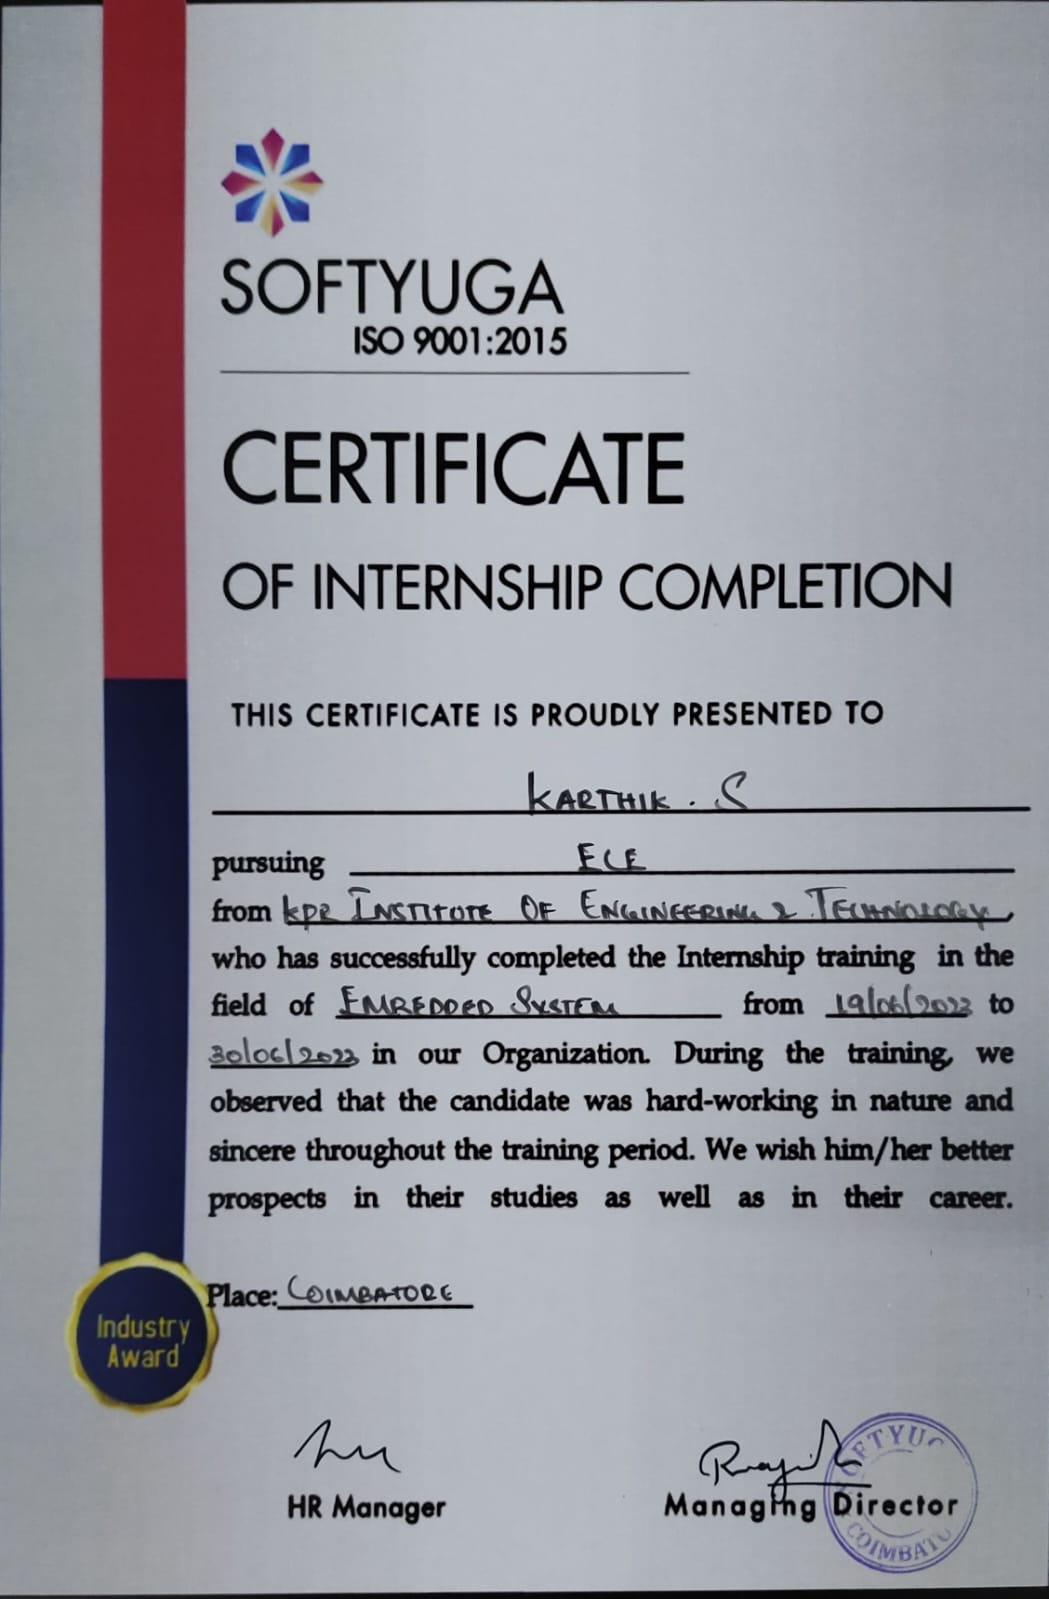 SOFTYUGA
ISO 9001:2015
CERTIFICATE
OF INTERNSHIP COMPLETION
THIS CERTIFICATE IS PROUDLY PRESENTED TO
KARTHIK . S
pursuing ECE
from KPR INSTITUTE OF ENGINEERING & TECHNOLOGY,
who has successfully completed the Internship training in the
field of EMBEDDED SYSTEM from 19/06/2023 to
30/06/2023 in our Organization. During the training, we
observed that the candidate was hard-working in nature and
sincere throughout the training period. We wish him/her better
prospects in their studies as well as in their career.
Place: COIMBATORE
Industry
Award
HR Manager
Managing Director
SOFTYUG
COIMBATO